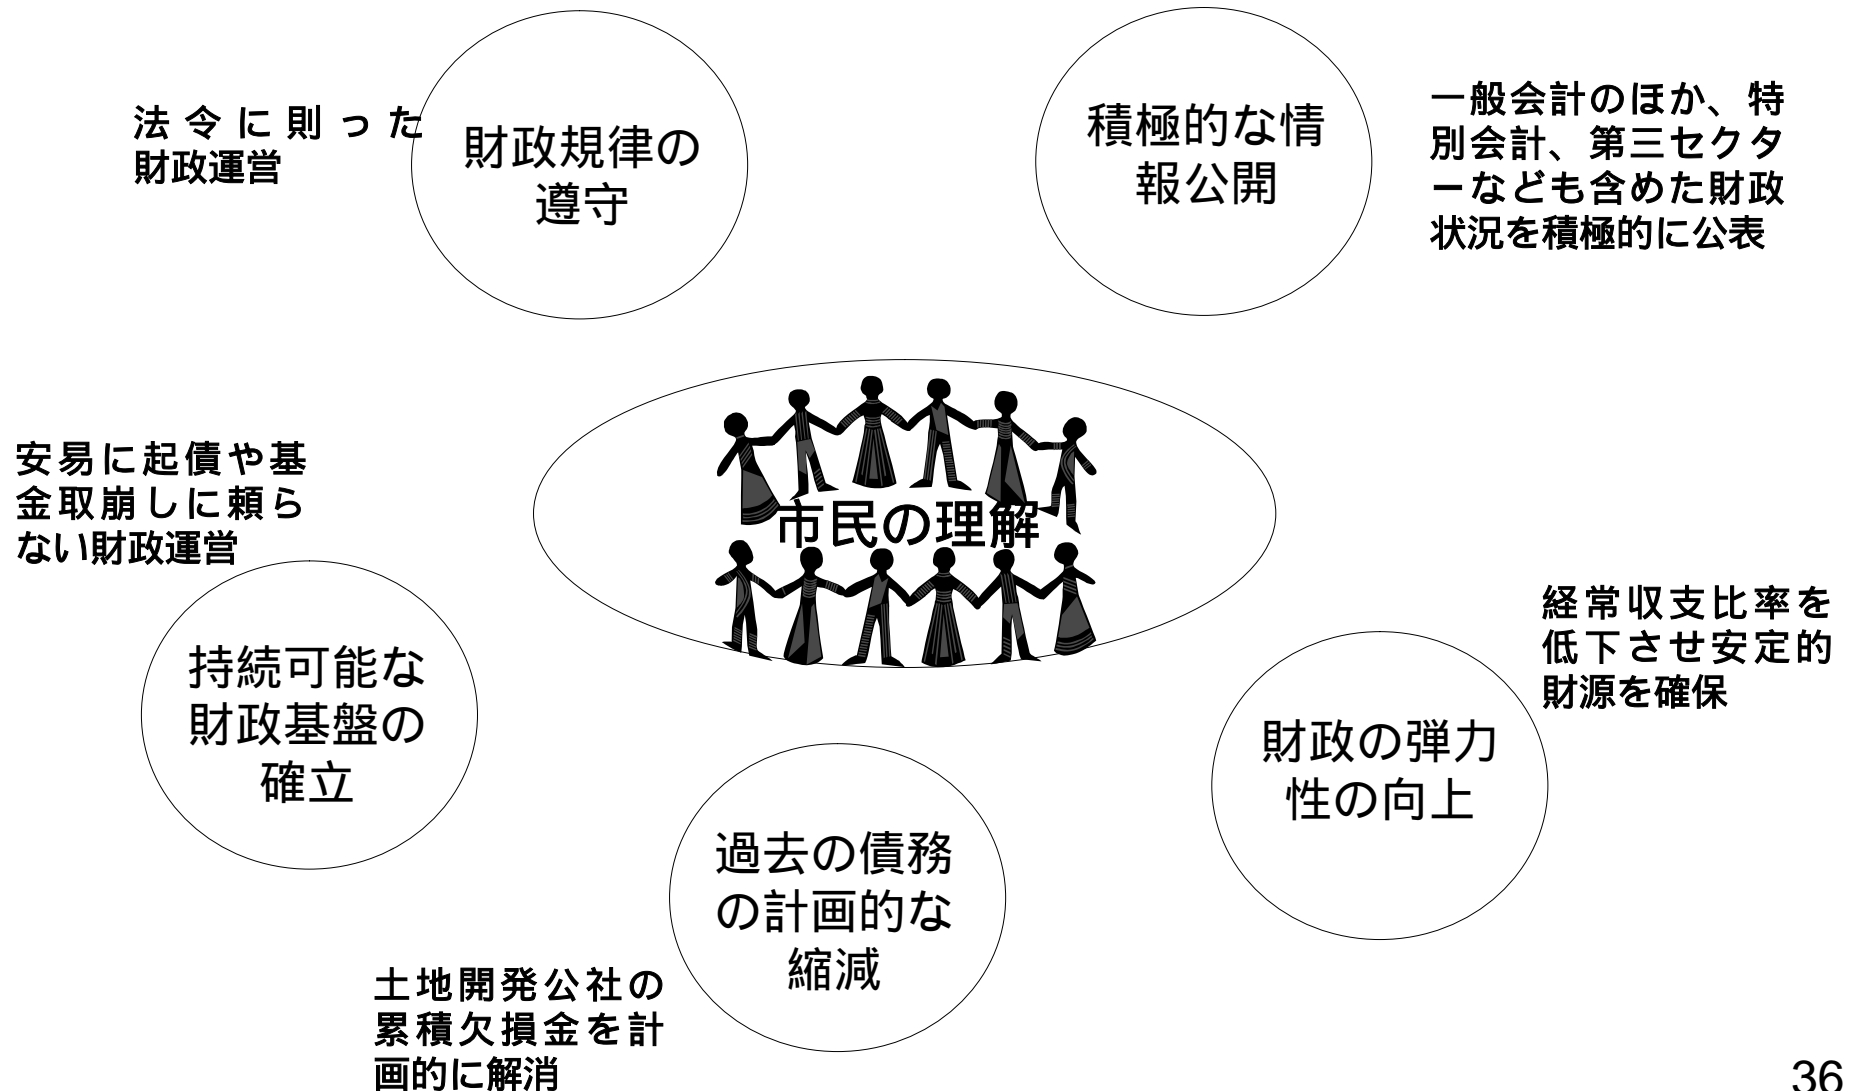 法令に則った
財政運営
財政規律の
遵守
積極的な情
報公開
一般会計のほか、特
別会計、第三セクタ
ーなども含めた財政
状況を積極的に公表
市民の理解
安易に起債や基
金取崩しに頼ら
ない財政運営
持続可能な
財政基盤の
確立
経常収支比率を
低下させ安定的
財源を確保
財政の弾力
性の向上
過去の債務
の計画的な
縮減
土地開発公社の
累積欠損金を計
画的に解消
36